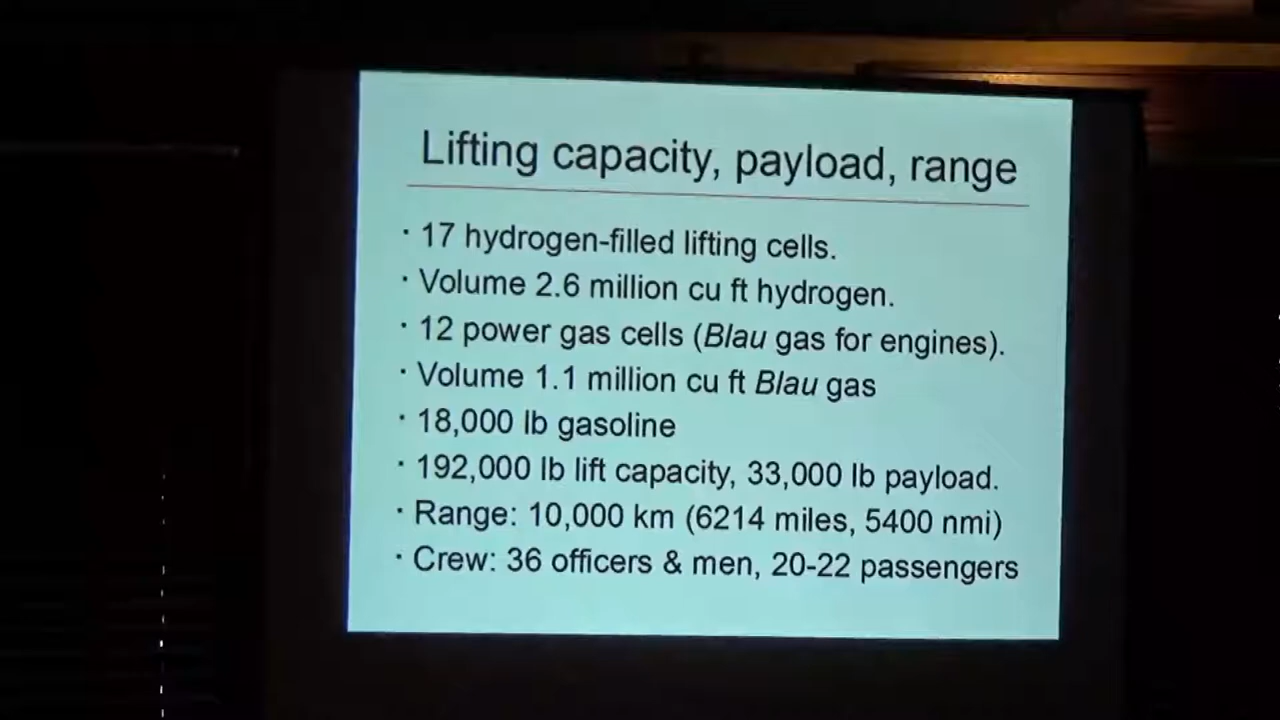 Lifting capacity, payload, range
· 17 hydrogen-filled lifting cells.
· Volume 2.6 million cu ft hydrogen.
· 12 power gas cells (Blau gas for engines).
· Volume 1.1 million cu ft Blau gas
· 18,000 lb gasoline
· 192,000 lb lift capacity, 33,000 lb payload.
· Range: 10,000 km (6214 miles, 5400 nmi)
· Crew: 36 officers & men, 20-22 passengers